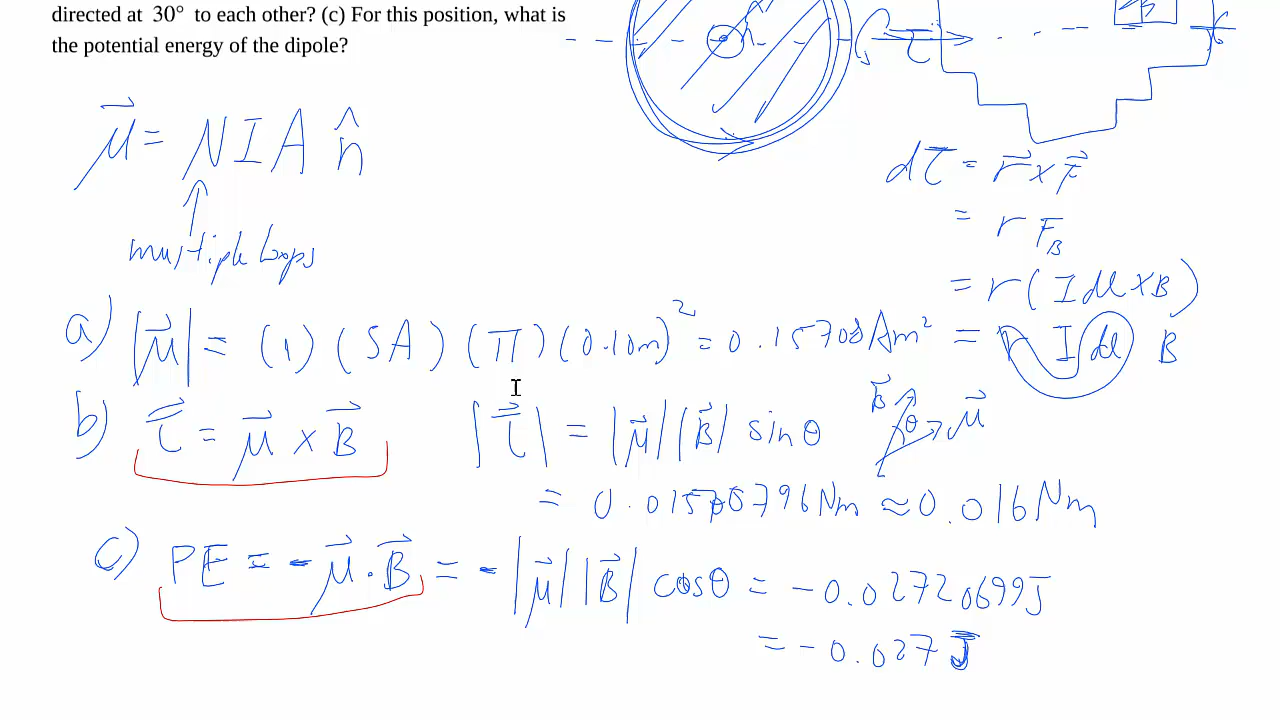 directed at 30° to each other? (c) For this position, what is
the potential energy of the dipole?
μ⃗ = N I A n̂
multiple loops
dτ = r⃗ x F⃗
= r F_B
= r ( I dl x B )
= r I dl B
a) |μ⃗| = (1) (5A) (π) (0.10m)² = 0.15708 Am²
b) τ⃗ = μ⃗ x B⃗
|τ⃗| = |μ⃗| |B⃗| sin θ
B⃗ θ μ⃗
= 0.01570796 Nm ≈ 0.016 Nm
c) PE = - μ⃗ . B⃗ = - |μ⃗| |B⃗| cos θ = - 0.02720699 J
= - 0.027 J